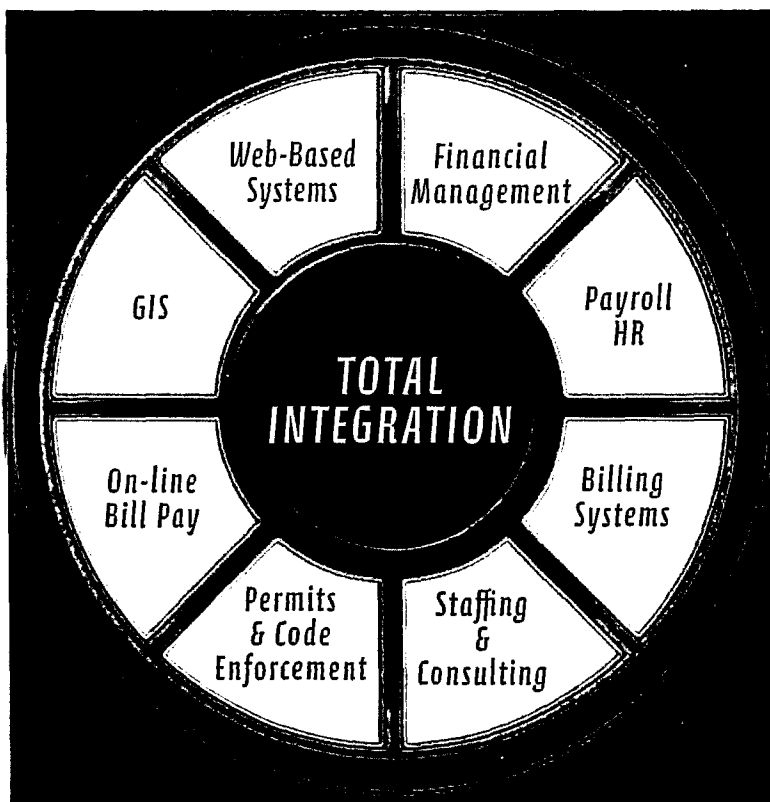 Web-Based
Systems
Financial
Management
GIS
Payroll
HR
TOTAL
INTEGRATION
On-line
Bill Pay
Billing
Systems
Permits
& Code
Enforcement
Staffing
&
Consulting